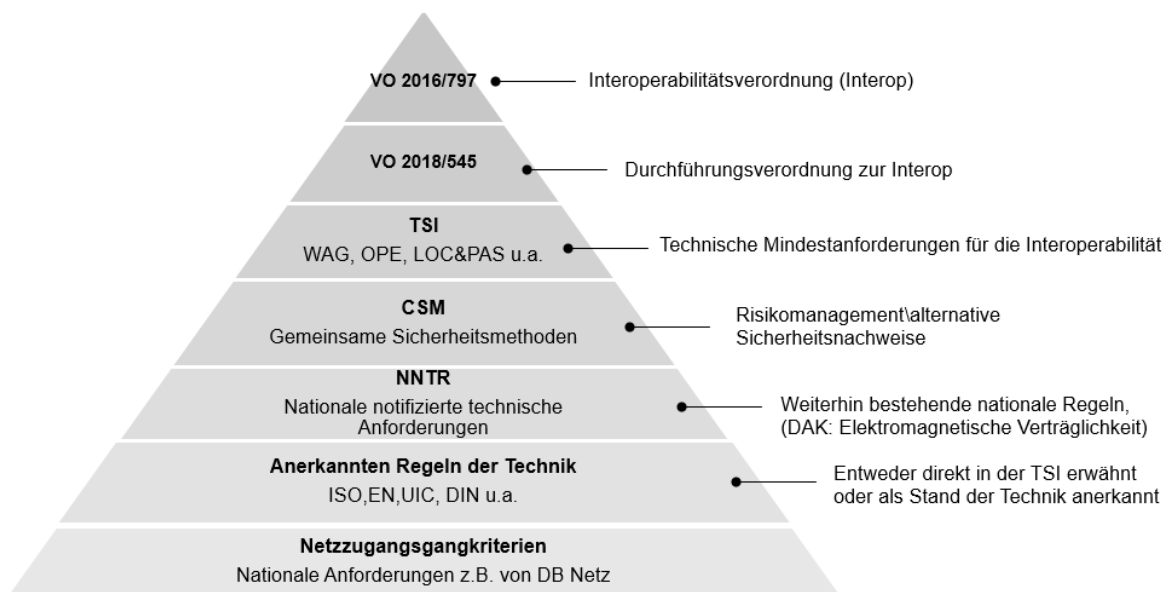 VO 2016/797
Interoperabilitätsverordnung (Interop)
VO 2018/545
Durchführungsverordnung zur Interop
TSI
WAG, OPE, LOC&PAS u.a.
Technische Mindestanforderungen für die Interoperabilität
CSM
Gemeinsame Sicherheitsmethoden
Risikomanagement\alternative
Sicherheitsnachweise
NNTR
Nationale notifizierte technische
Anforderungen
Weiterhin bestehende nationale Regeln,
(DAK: Elektromagnetische Verträglichkeit)
Anerkannten Regeln der Technik
ISO,EN,UIC, DIN u.a.
Entweder direkt in der TSI erwähnt
oder als Stand der Technik anerkannt
Netzzugangsgangkriterien
Nationale Anforderungen z.B. von DB Netz